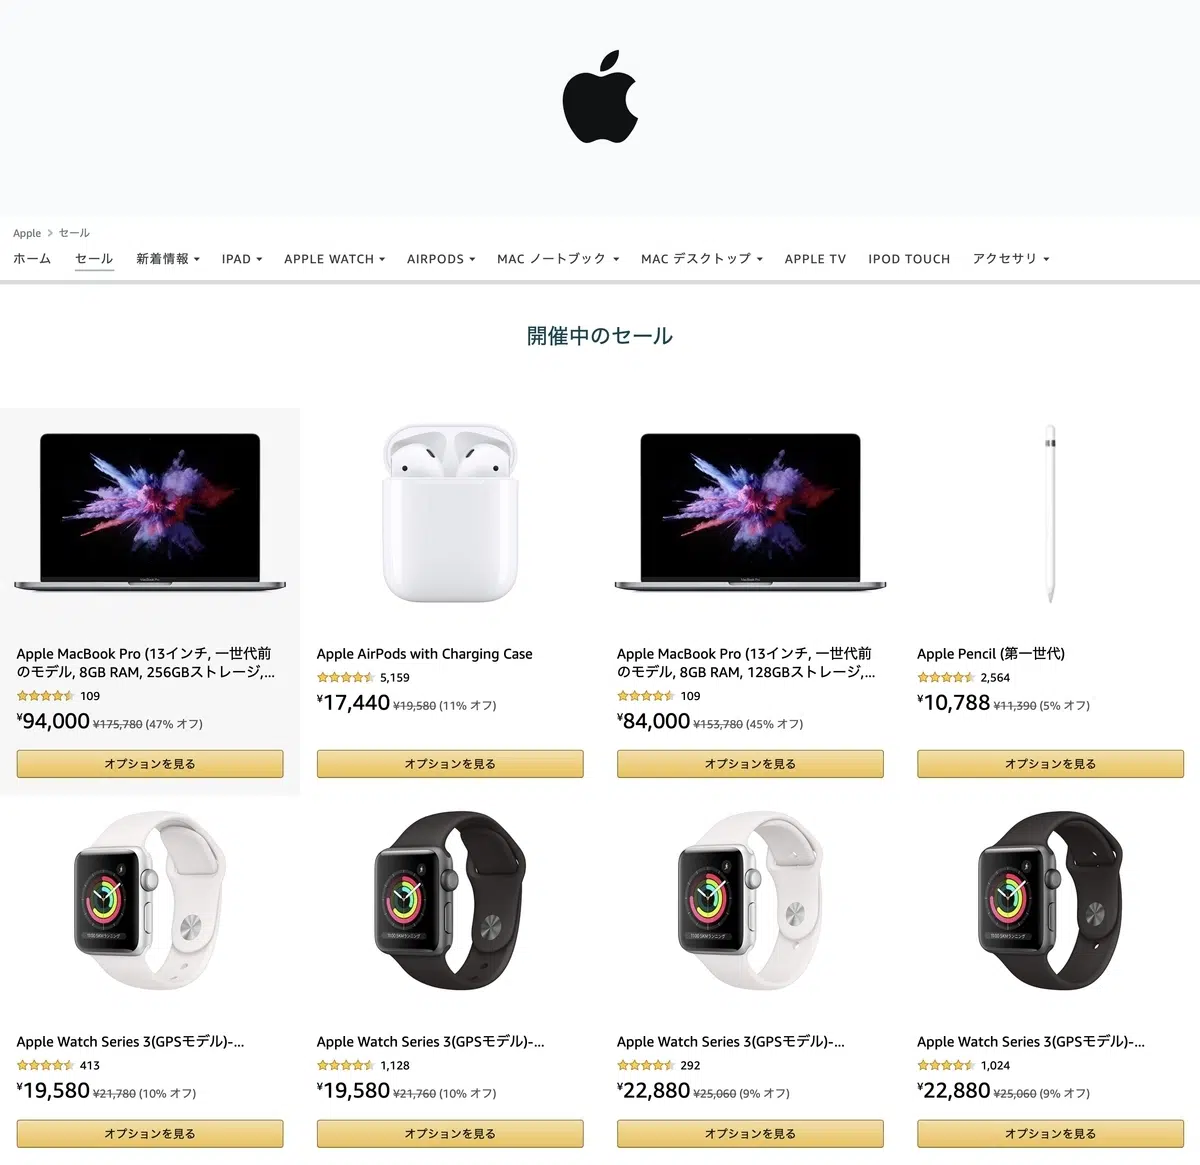 Apple > セール
ホーム セール 新着情報 IPAD APPLE WATCH AIRPODS MAC ノートブック MAC デスクトップ APPLE TV IPOD TOUCH アクセサリ
開催中のセール
Apple MacBook Pro (13インチ, 一世代前
のモデル, 8GB RAM, 256GBストレージ,...
109
¥94,000 ¥175,780 (47% オフ)
オプションを見る
Apple AirPods with Charging Case
5,159
¥17,440 ¥19,580 (11% オフ)
オプションを見る
Apple MacBook Pro (13インチ, 一世代前
のモデル, 8GB RAM, 128GBストレージ,...
109
¥84,000 ¥153,780 (45% オフ)
オプションを見る
Apple Pencil (第一世代)
2,564
¥10,788 ¥11,390 (5% オフ)
オプションを見る
Apple Watch Series 3(GPSモデル)-...
413
¥19,580 ¥21,780 (10% オフ)
オプションを見る
Apple Watch Series 3(GPSモデル)-...
1,128
¥19,580 ¥21,760 (10% オフ)
オプションを見る
Apple Watch Series 3(GPSモデル)-...
292
¥22,880 ¥25,060 (9% オフ)
オプションを見る
Apple Watch Series 3(GPSモデル)-...
1,024
¥22,880 ¥25,060 (9% オフ)
オプションを見る